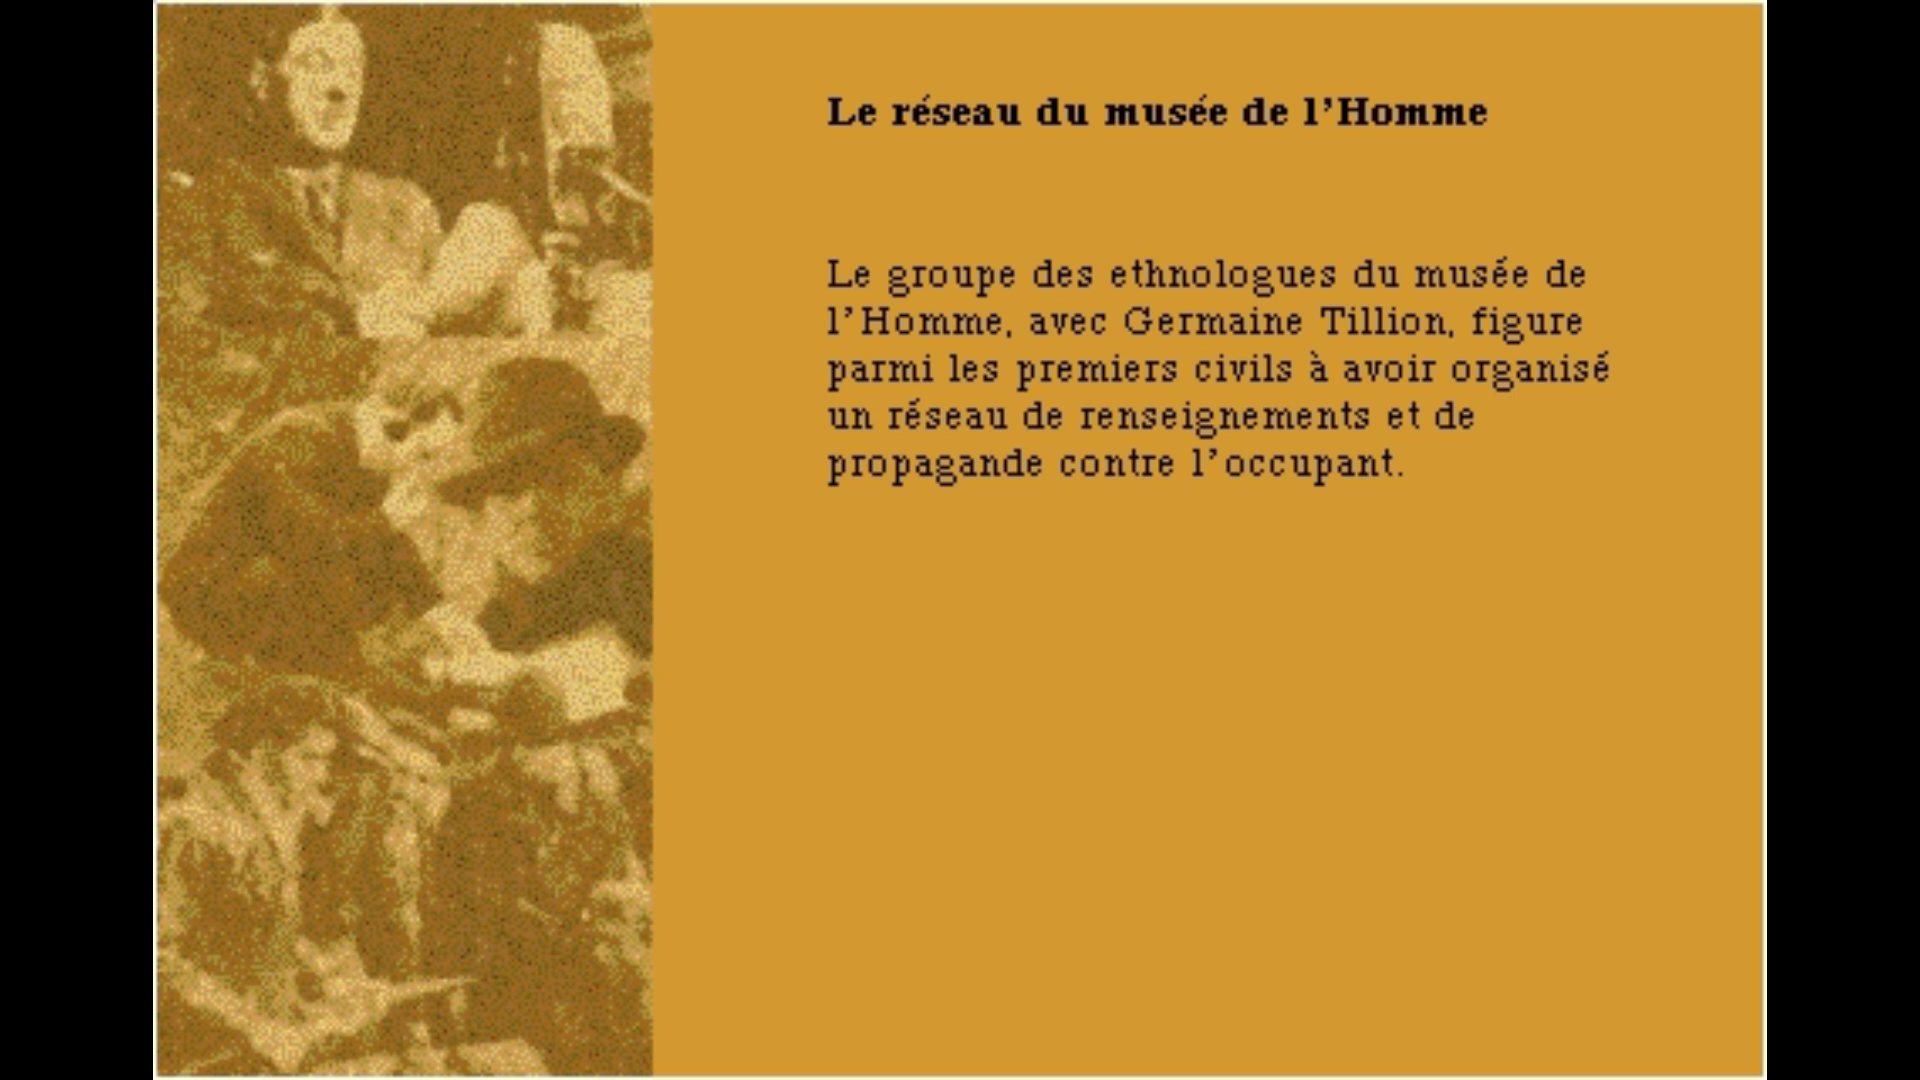 Le réseau du musée de l’Homme
Le groupe des ethnologues du musée de
l’Homme, avec Germaine Tillion, figure
parmi les premiers civils à avoir organisé
un réseau de renseignements et de
propagande contre l’occupant.